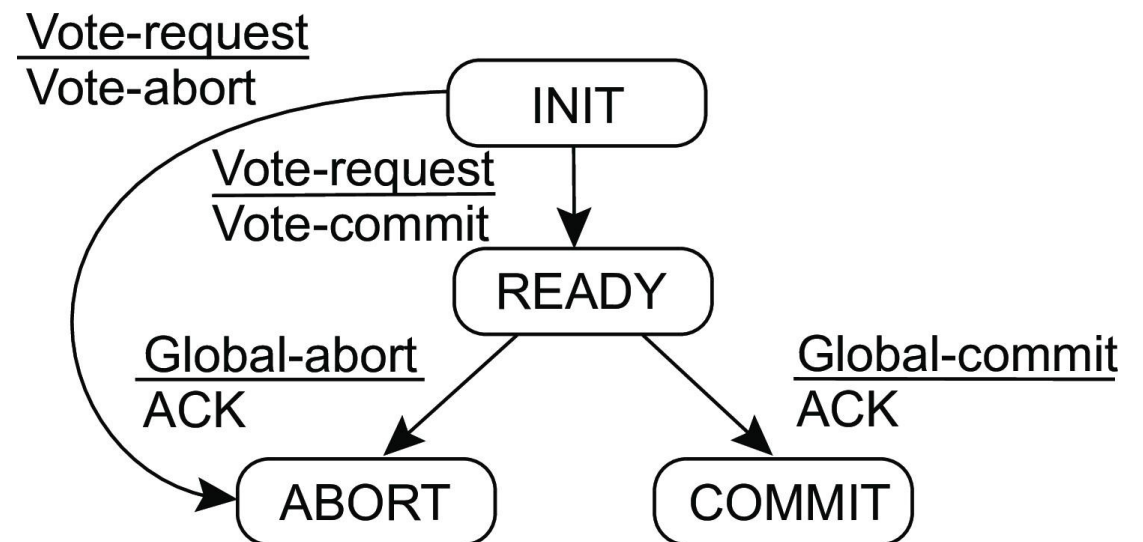 Vote-request
Vote-abort
INIT
Vote-request
Vote-commit
READY
Global-abort
ACK
Global-commit
ACK
ABORT
COMMIT